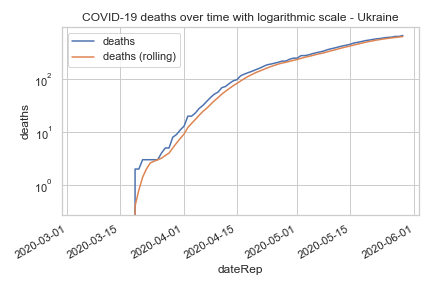 COVID-19 deaths over time with logarithmic scale - Ukraine
deaths
deaths (rolling)
10²
10¹
10⁰
deaths
2020-03-01
2020-03-15
2020-04-01
2020-04-15
2020-05-01
2020-05-15
2020-06-01
dateRep